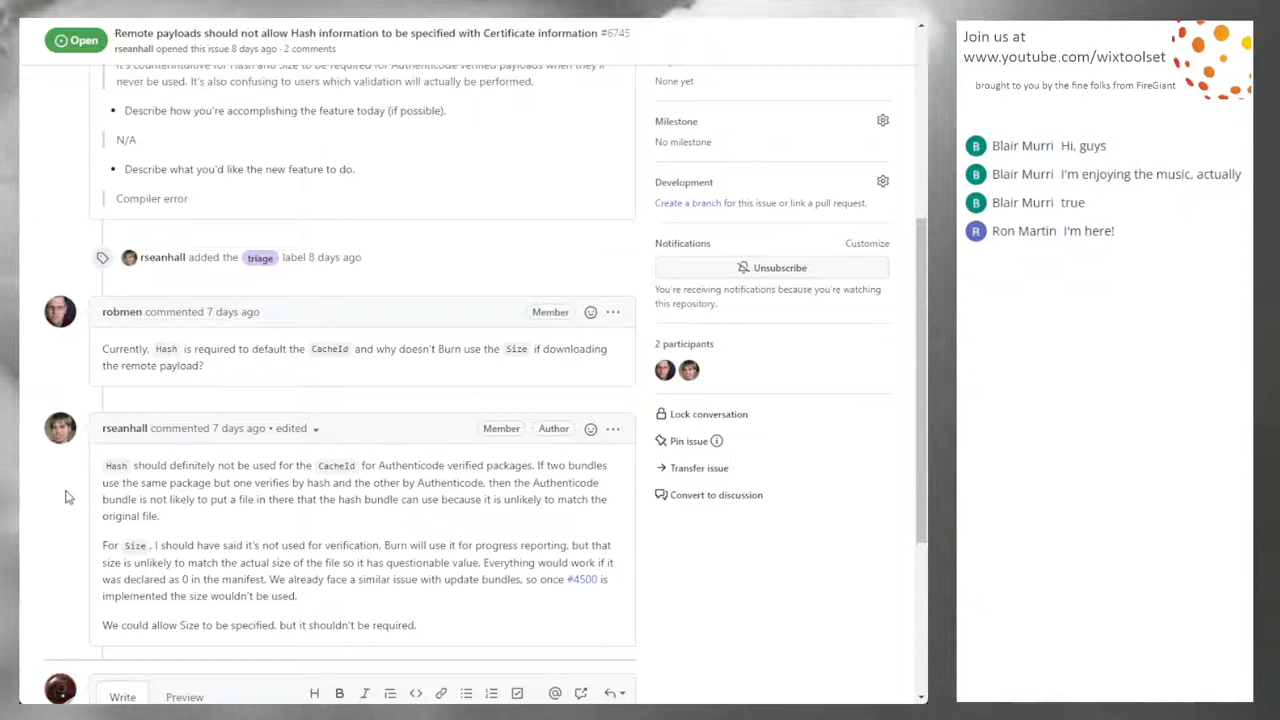 Open
Remote payloads should not allow Hash information to be specified with Certificate information #6745
rseanhall opened this issue 8 days ago · 2 comments
It's counterintuitive for Hash and Size to be required for Authenticode verified payloads when they'll
never be used. It's also confusing to users which validation will actually be performed.
• Describe how you're accomplishing the feature today (if possible).
N/A
• Describe what you'd like the new feature to do.
Compiler error
rseanhall added the triage label 8 days ago
robmen commented 7 days ago
Member
Currently, Hash is required to default the CacheId and why doesn't Burn use the Size if downloading
the remote payload?
rseanhall commented 7 days ago • edited
Member
Author
Hash should definitely not be used for the CacheId for Authenticode verified packages. If two bundles
use the same package but one verifies by hash and the other by Authenticode, then the Authenticode
bundle is not likely to put a file in there that the hash bundle can use because it is unlikely to match the
original file.
For Size, I should have said it's not used for verification. Burn will use it for progress reporting, but that
size is unlikely to match the actual size of the file so it has questionable value. Everything would work if it
was declared as 0 in the manifest. We already face a similar issue with update bundles, so once #4500 is
implemented the size wouldn't be used.
We could allow Size to be specified, but it shouldn't be required.
Write
Preview
None yet
Milestone
No milestone
Development
Create a branch for this issue or link a pull request.
Notifications
Customize
Unsubscribe
You're receiving notifications because you're watching
this repository.
2 participants
Lock conversation
Pin issue
Transfer issue
Convert to discussion
Join us at
www.youtube.com/wixtoolset
brought to you by the fine folks from FireGiant
B Blair Murri Hi, guys
B Blair Murri I'm enjoying the music, actually
B Blair Murri true
R Ron Martin I'm here!